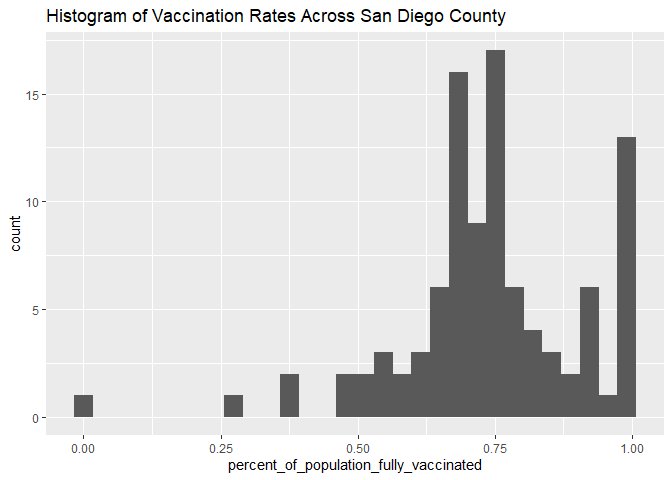 Histogram of Vaccination Rates Across San Diego County
count
15
10
5
0
0.00 0.25 0.50 0.75 1.00
percent_of_population_fully_vaccinated